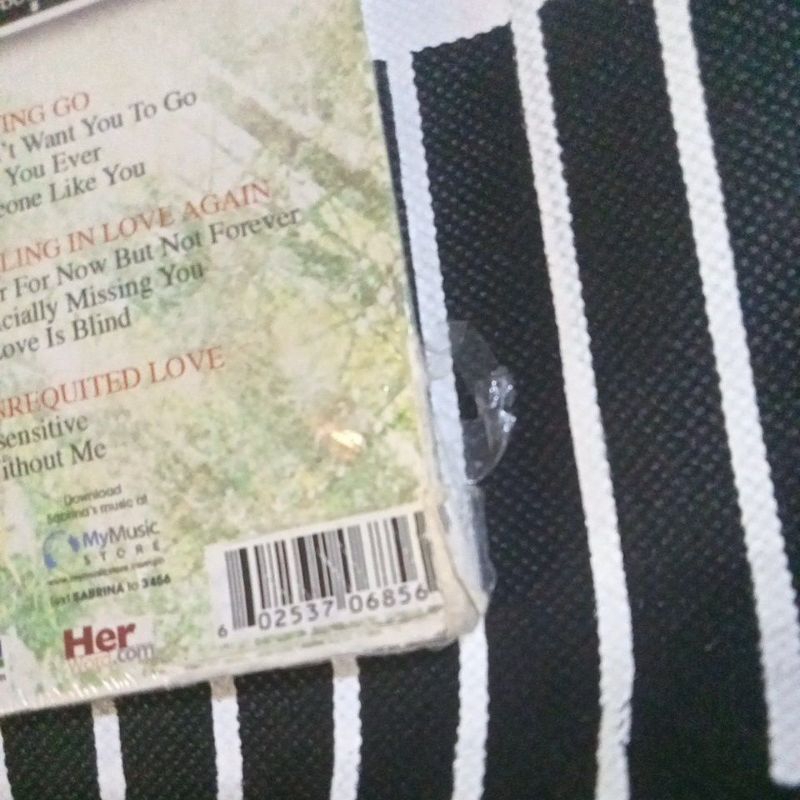 ING GO
't Want You To Go
You Ever
eone Like You
LING IN LOVE AGAIN
r For Now But Not Forever
cially Missing You
ove Is Blind
NREQUITED LOVE
sensitive
ithout Me
Download
Sabrina's music at
MyMusic
STORE
text SABRINA to 3456
Her
.com
6 02537 06856